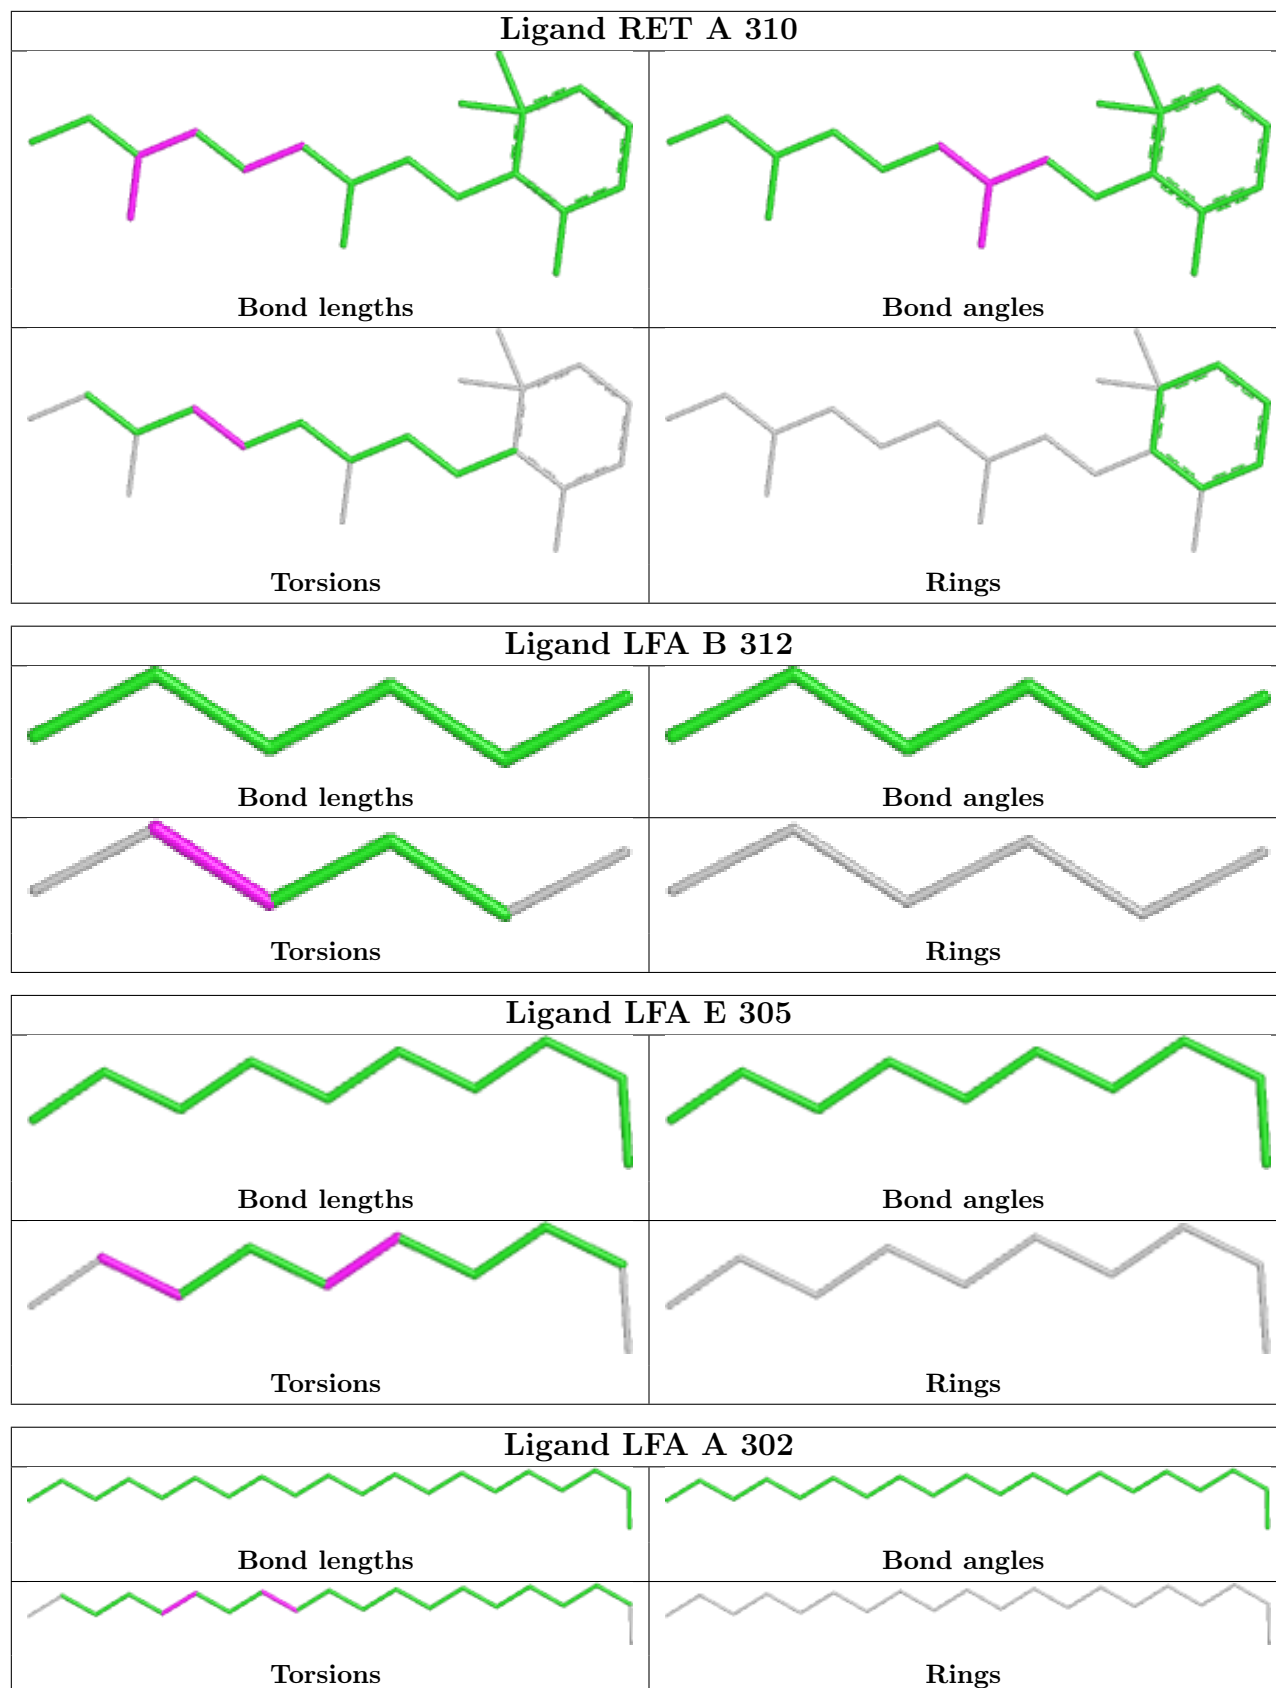 Ligand RET A 310
Bond lengths
Bond angles
Torsions
Rings
Ligand LFA B 312
Bond lengths
Bond angles
Torsions
Rings
Ligand LFA E 305
Bond lengths
Bond angles
Torsions
Rings
Ligand LFA A 302
Bond lengths
Bond angles
Torsions
Rings